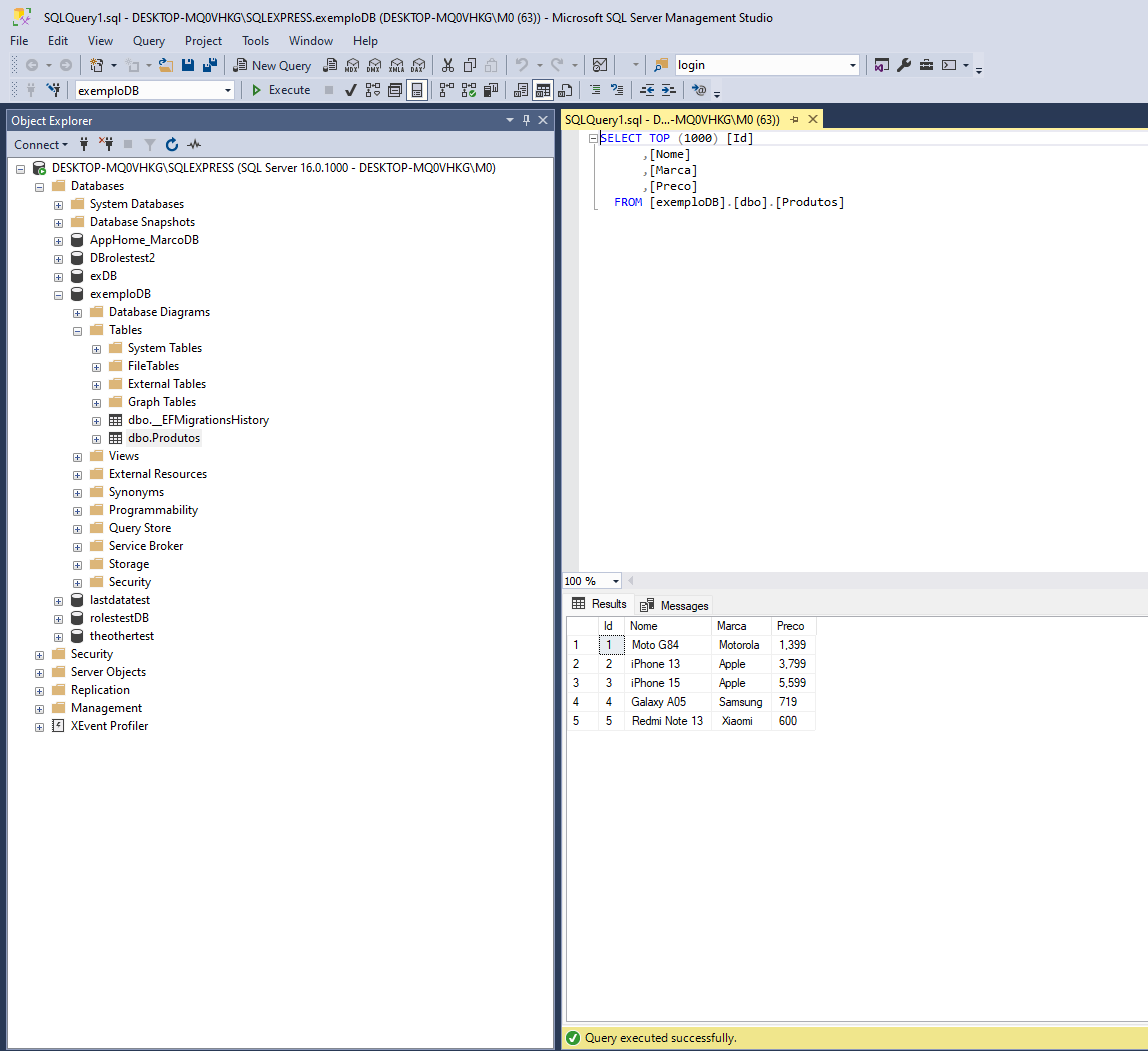 SQLQuery1.sql - DESKTOP-MQ0VHKG\SQLEXPRESS.exemploDB (DESKTOP-MQ0VHKG\M0 (63)) - Microsoft SQL Server Management Studio
File Edit View Query Project Tools Window Help
New Query MDX DMX XMLA DAX login
exemploDB Execute
Object Explorer
Connect
DESKTOP-MQ0VHKG\SQLEXPRESS (SQL Server 16.0.1000 - DESKTOP-MQ0VHKG\M0)
Databases
System Databases
Database Snapshots
AppHome_MarcoDB
DBrolestest2
exDB
exemploDB
Database Diagrams
Tables
System Tables
FileTables
External Tables
Graph Tables
dbo.__EFMigrationsHistory
dbo.Produtos
Views
External Resources
Synonyms
Programmability
Query Store
Service Broker
Storage
Security
lastdatatest
rolestestDB
theothertest
Security
Server Objects
Replication
Management
XEvent Profiler
SQLQuery1.sql - D...-MQ0VHKG\M0 (63))
SELECT TOP (1000) [Id]
,[Nome]
,[Marca]
,[Preco]
FROM [exemploDB].[dbo].[Produtos]
100 %
Results Messages
Id Nome Marca Preco
1 1 Moto G84 Motorola 1,399
2 2 iPhone 13 Apple 3,799
3 3 iPhone 15 Apple 5,599
4 4 Galaxy A05 Samsung 719
5 5 Redmi Note 13 Xiaomi 600
Query executed successfully.